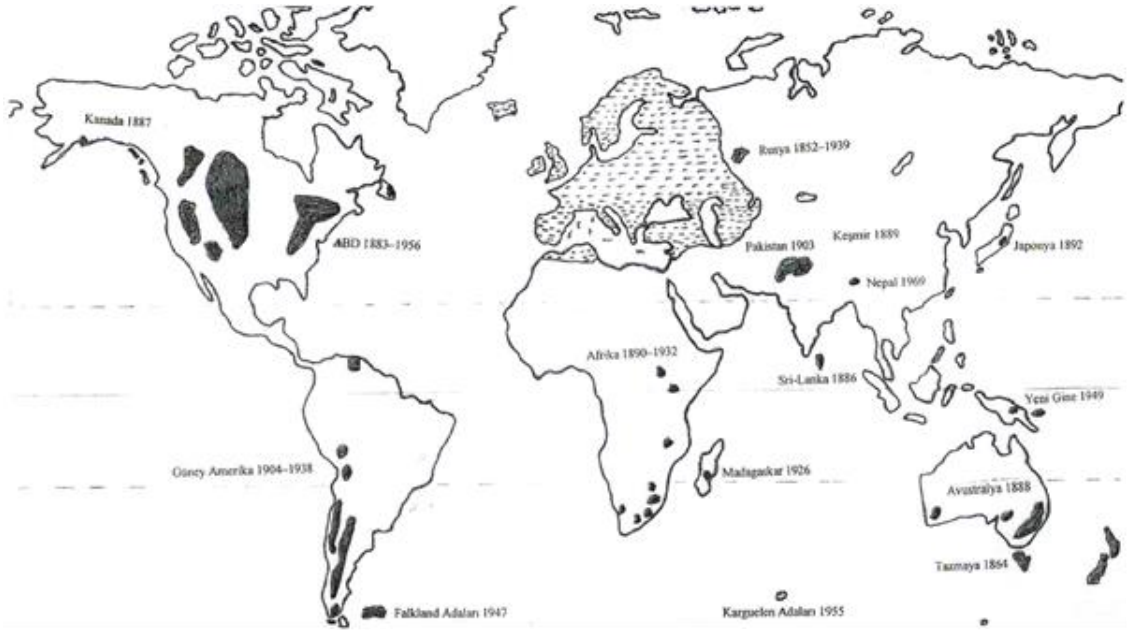 Kanada 1887
Rusya 1852–1939
ABD 1883–1956
Pakistan 1903
Keşmir 1889
Japonya 1892
Nepal 1969
Afrika 1890–1932
Sri-Lanka 1886
Yeni Gine 1949
Güney Amerika 1904–1938
Madagaskar 1926
Avustralya 1888
Tazmaya 1864
Falkland Adaları 1947
Karguelen Adaları 1955